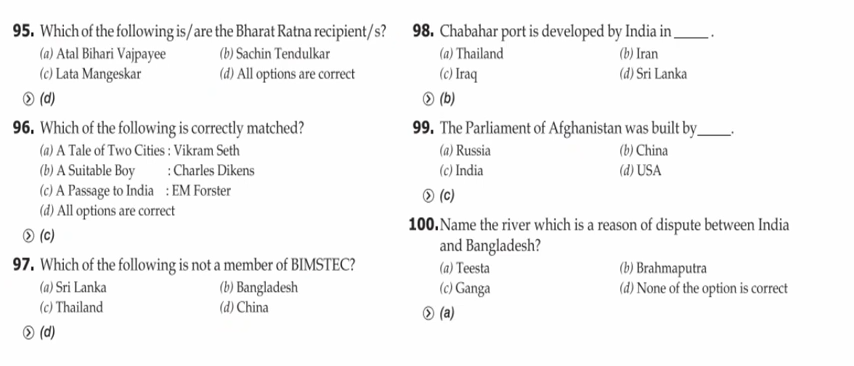 95. Which of the following is/are the Bharat Ratna recipient/s?
(a) Atal Bihari Vajpayee (b) Sachin Tendulkar
(c) Lata Mangeskar (d) All options are correct
(d)
96. Which of the following is correctly matched?
(a) A Tale of Two Cities : Vikram Seth
(b) A Suitable Boy : Charles Dikens
(c) A Passage to India : EM Forster
(d) All options are correct
(c)
97. Which of the following is not a member of BIMSTEC?
(a) Sri Lanka (b) Bangladesh
(c) Thailand (d) China
(d)
98. Chabahar port is developed by India in _____ .
(a) Thailand (b) Iran
(c) Iraq (d) Sri Lanka
(b)
99. The Parliament of Afghanistan was built by_____.
(a) Russia (b) China
(c) India (d) USA
(c)
100. Name the river which is a reason of dispute between India
and Bangladesh?
(a) Teesta (b) Brahmaputra
(c) Ganga (d) None of the option is correct
(a)